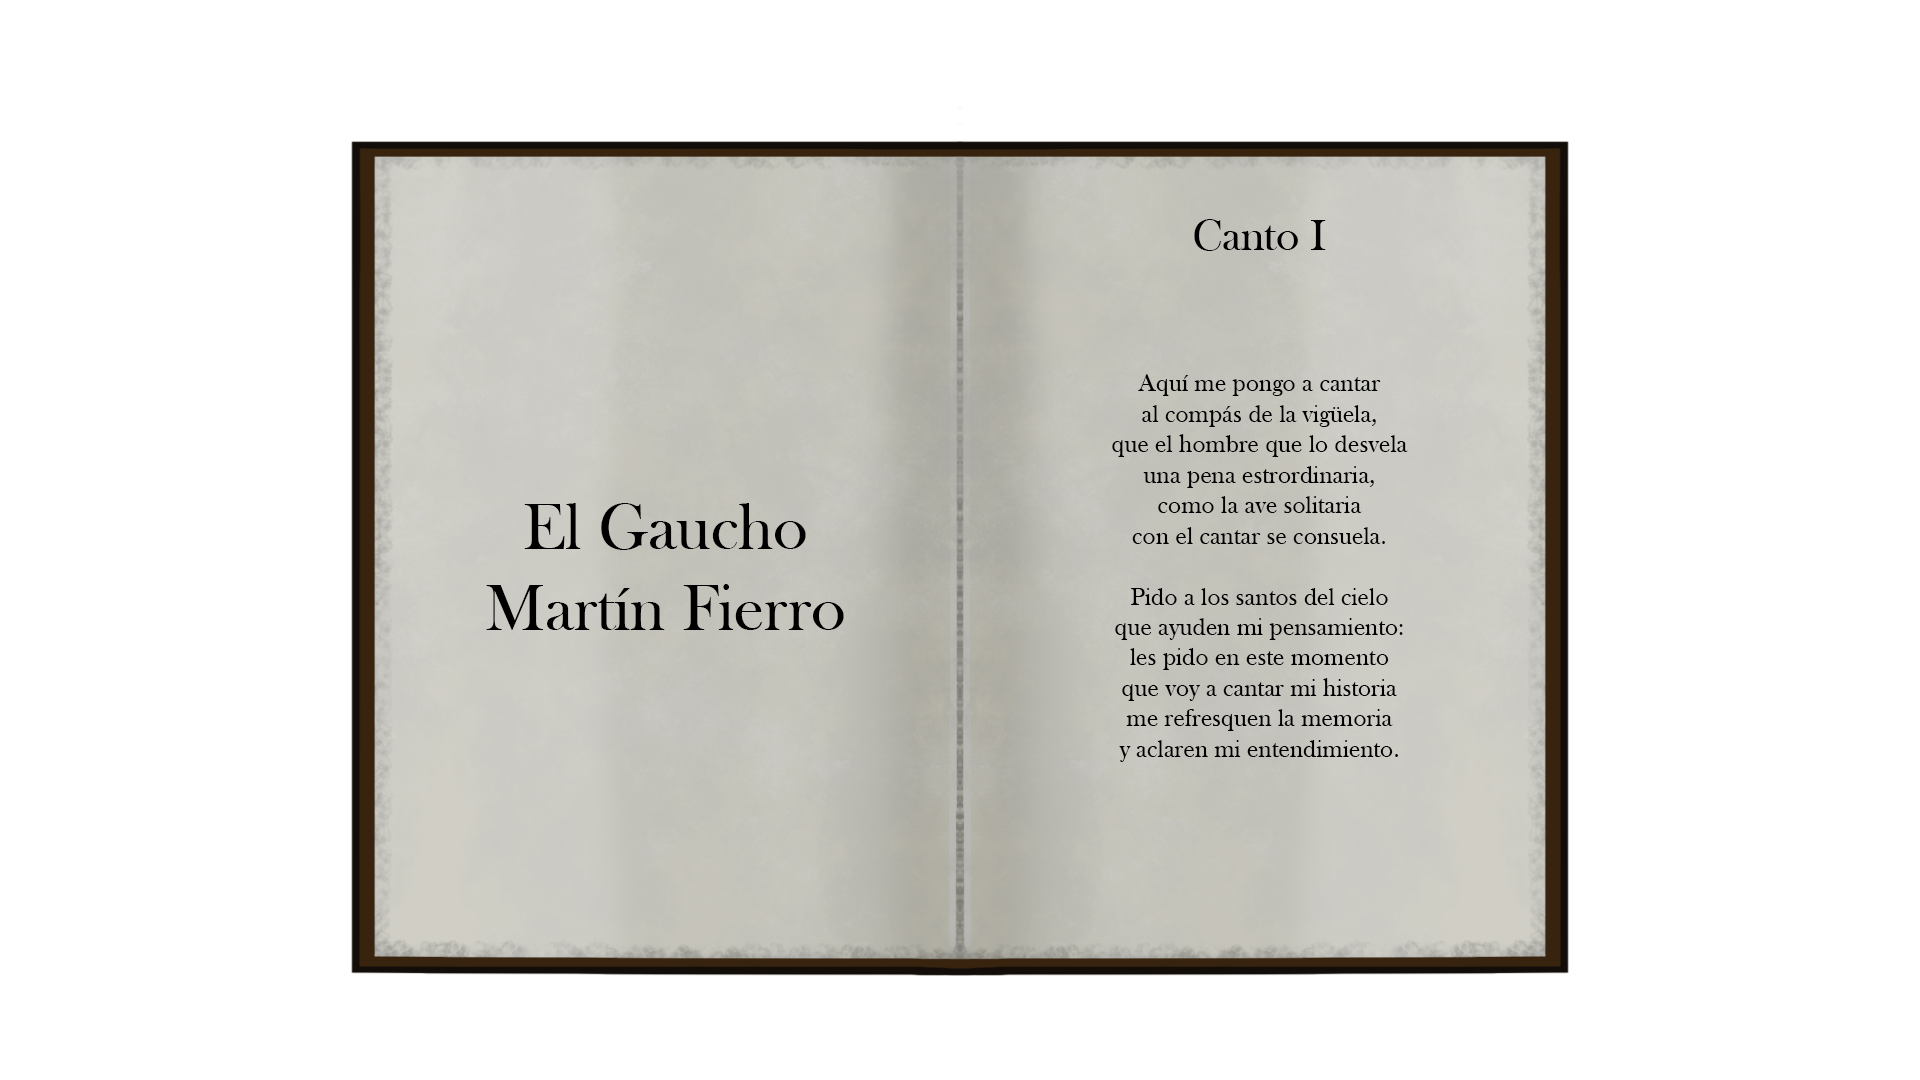 El Gaucho
Martín Fierro
Canto I
Aquí me pongo a cantar
al compás de la vigüela,
que el hombre que lo desvela
una pena estrordinaria,
como la ave solitaria
con el cantar se consuela.
Pido a los santos del cielo
que ayuden mi pensamiento:
les pido en este momento
que voy a cantar mi historia
me refresquen la memoria
y aclaren mi entendimiento.